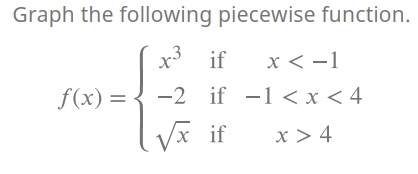 Graph the following piecewise function.
x³ if x < −1
f(x) = { −2 if −1 < x < 4
√x if x > 4